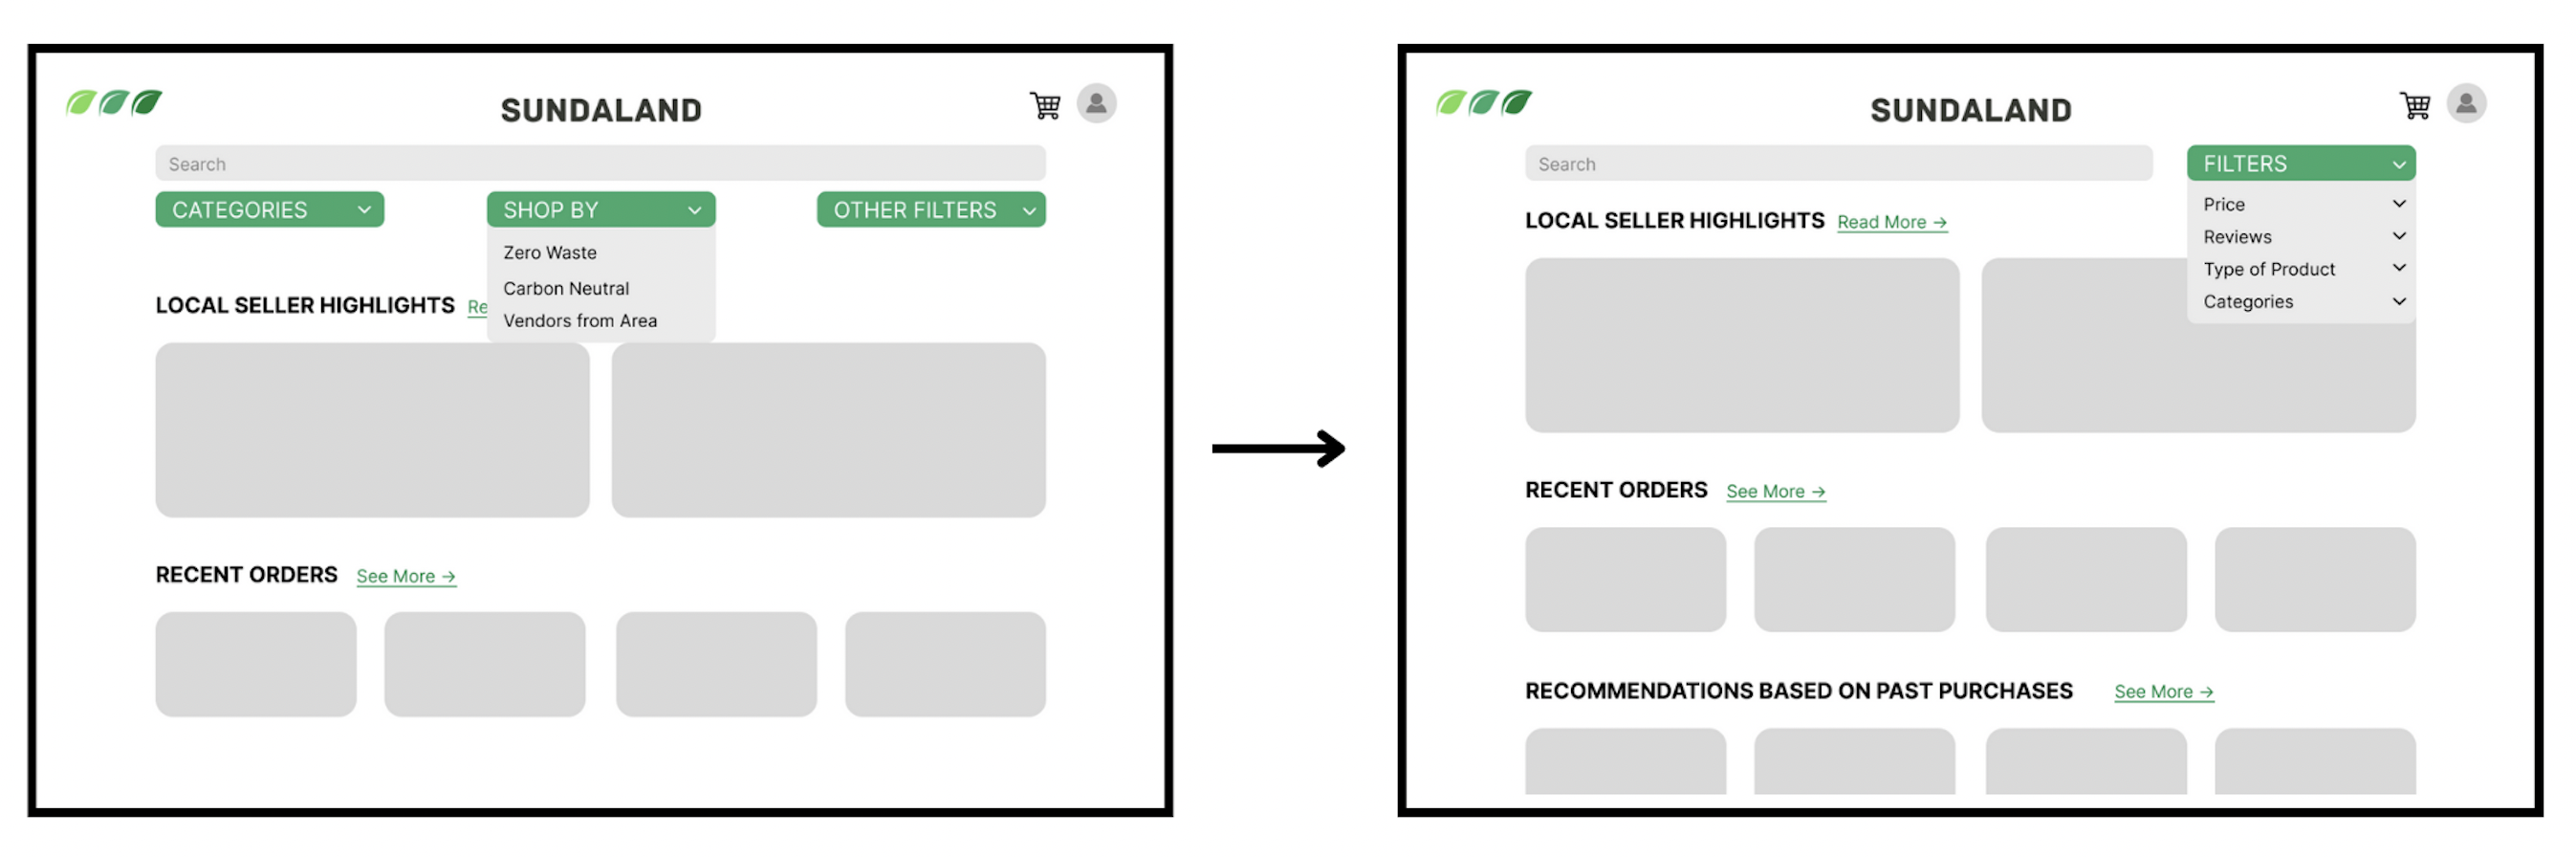 SUNDALAND
Search
CATEGORIES
SHOP BY
OTHER FILTERS
Zero Waste
Carbon Neutral
Vendors from Area
LOCAL SELLER HIGHLIGHTS Re
RECENT ORDERS See More →
SUNDALAND
Search
FILTERS
Price
Reviews
Type of Product
Categories
LOCAL SELLER HIGHLIGHTS Read More →
RECENT ORDERS See More →
RECOMMENDATIONS BASED ON PAST PURCHASES See More →